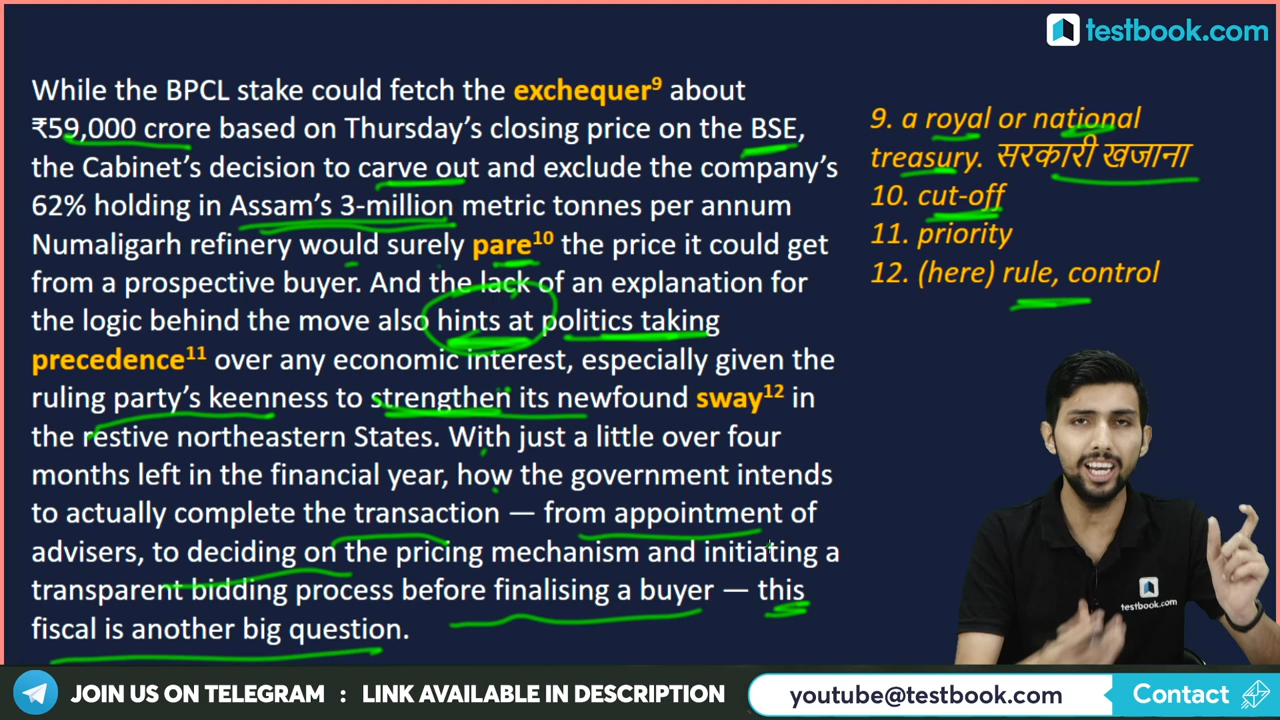 testbook.com
While the BPCL stake could fetch the exchequer⁹ about
₹59,000 crore based on Thursday's closing price on the BSE,
the Cabinet's decision to carve out and exclude the company's
62% holding in Assam's 3-million metric tonnes per annum
Numaligarh refinery would surely pare¹⁰ the price it could get
from a prospective buyer. And the lack of an explanation for
the logic behind the move also hints at politics taking
precedence¹¹ over any economic interest, especially given the
ruling party's keenness to strengthen its newfound sway¹² in
the restive northeastern States. With just a little over four
months left in the financial year, how the government intends
to actually complete the transaction — from appointment of
advisers, to deciding on the pricing mechanism and initiating a
transparent bidding process before finalising a buyer — this
fiscal is another big question.
9. a royal or national
treasury. सरकारी खजाना
10. cut-off
11. priority
12. (here) rule, control
testbook.com
JOIN US ON TELEGRAM : LINK AVAILABLE IN DESCRIPTION
youtube@testbook.com
Contact